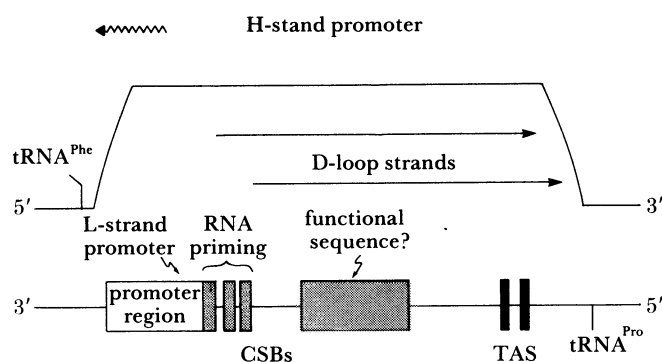 H-stand promoter
tRNA^Phe
D-loop strands
5′
3′
L-strand
promoter
RNA
priming
functional
sequence?
3′
promoter
region
5′
CSBs
TAS
tRNA^Pro